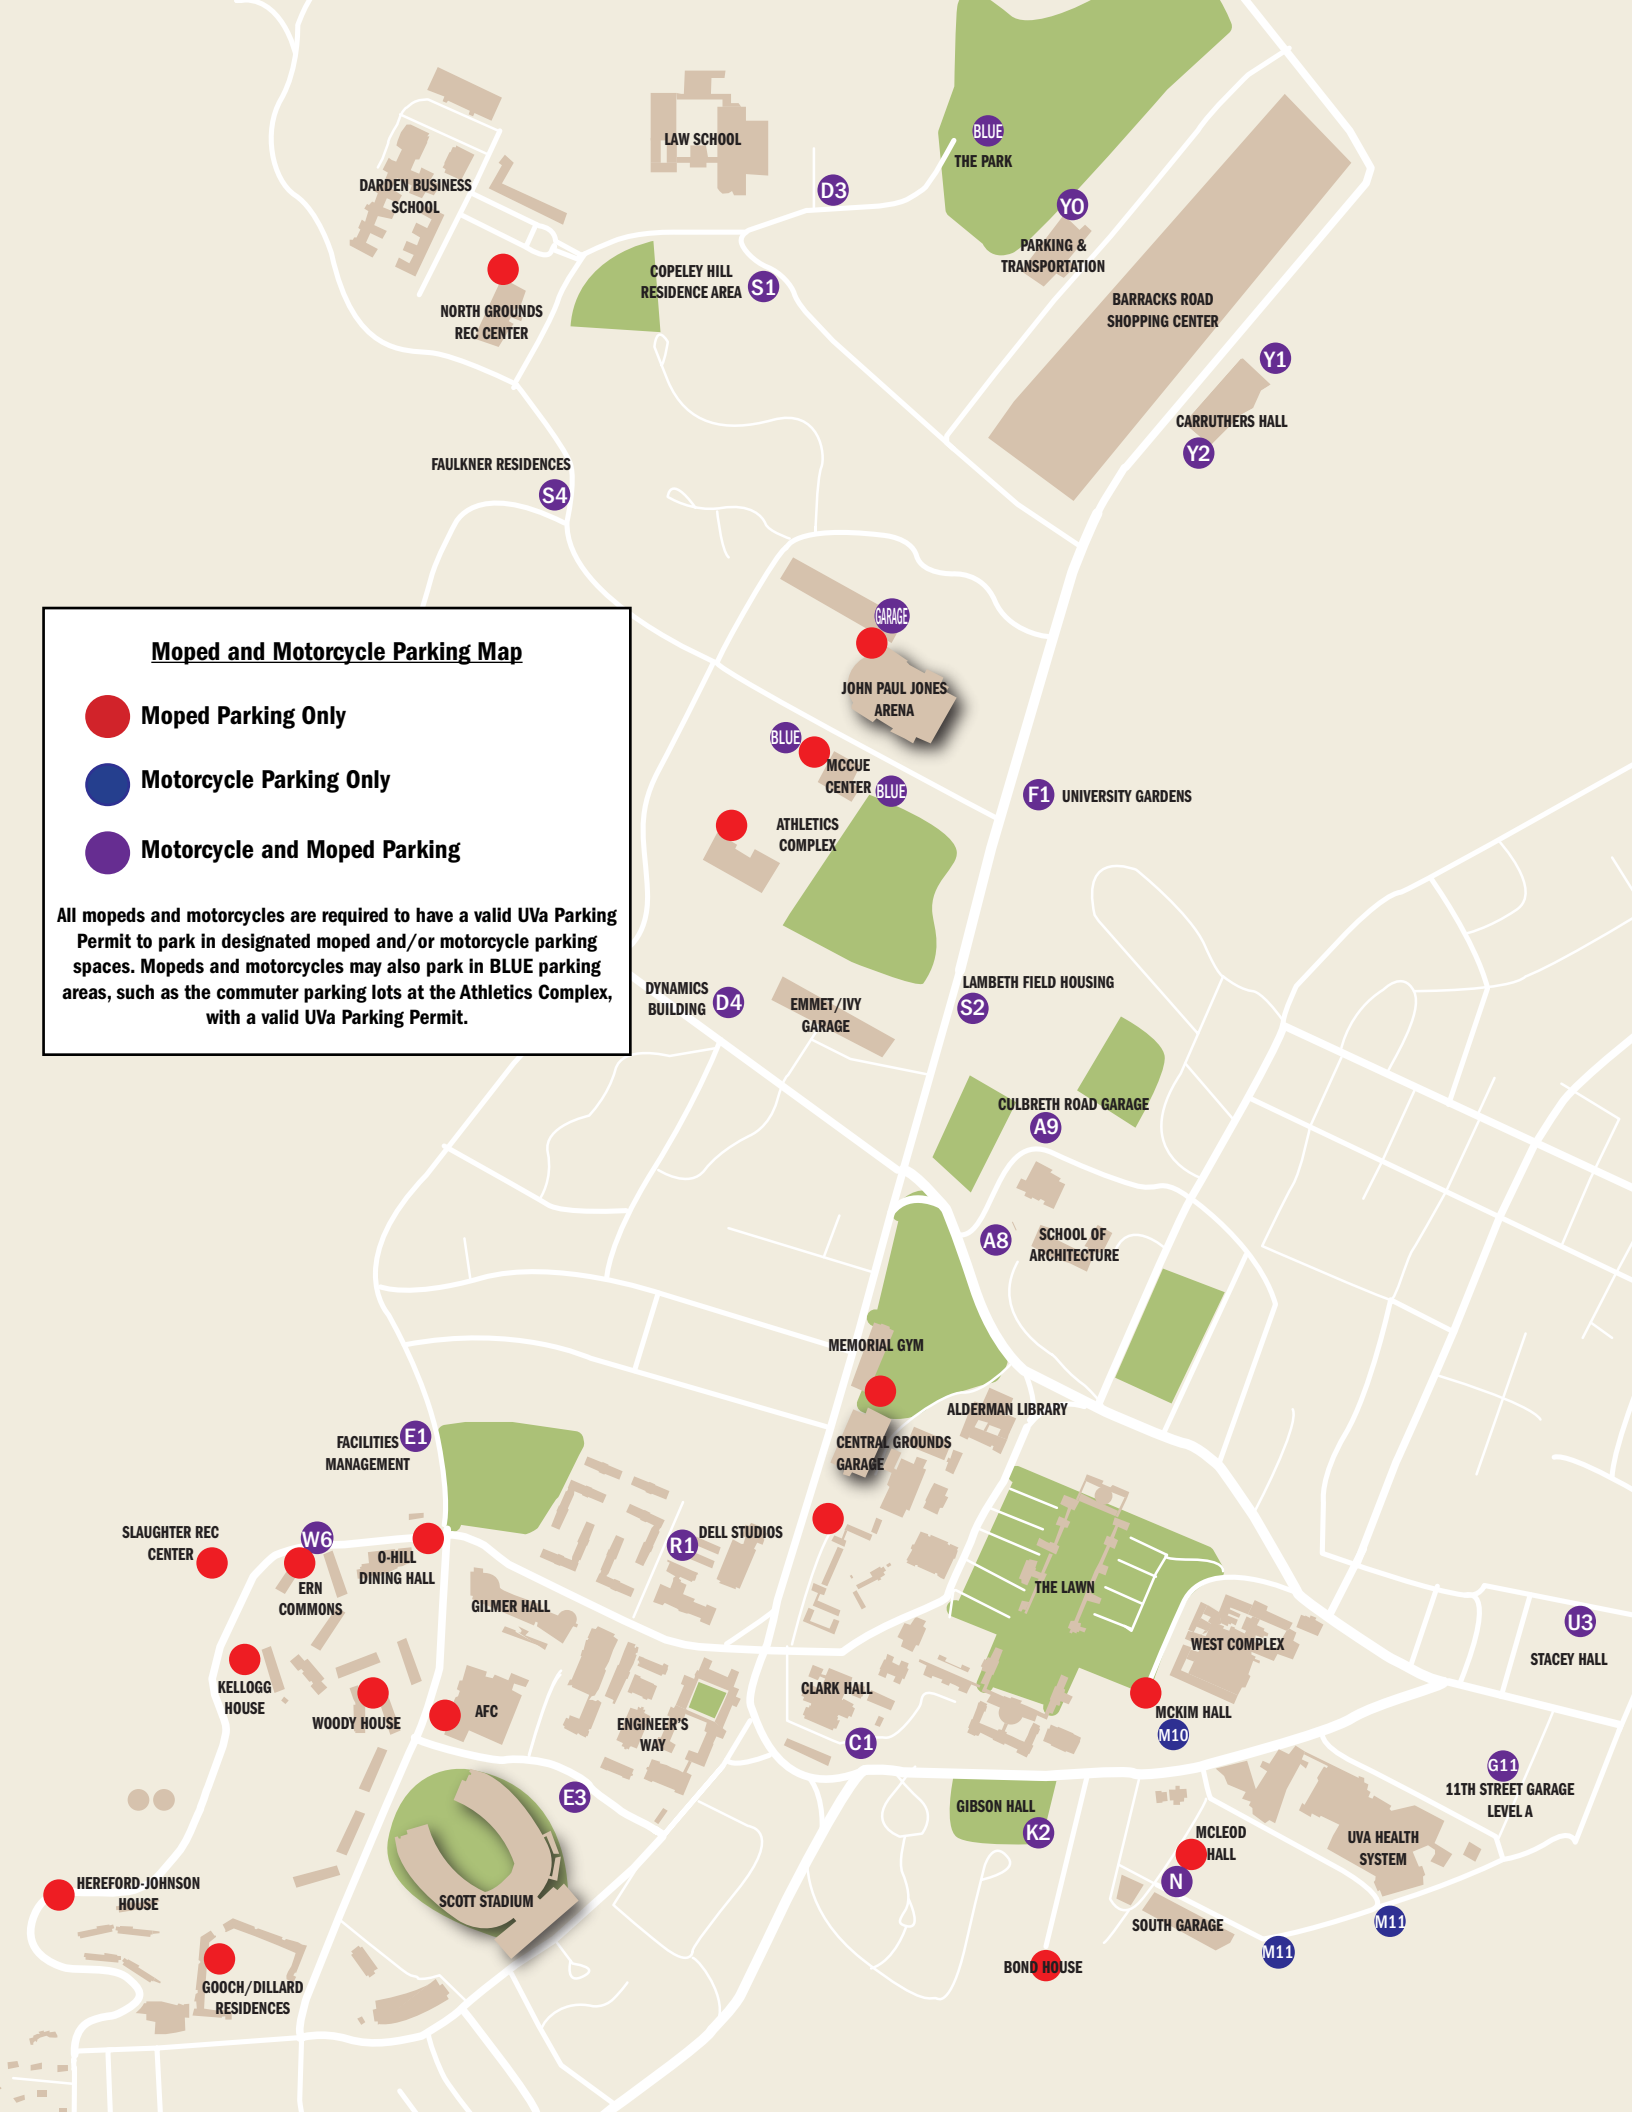 LAW SCHOOL
BLUE
THE PARK
DARDEN BUSINESS
SCHOOL
D3
Y0
PARKING &
TRANSPORTATION
COPELEY HILL
RESIDENCE AREA
S1
NORTH GROUNDS
REC CENTER
BARRACKS ROAD
SHOPPING CENTER
Y1
CARRUTHERS HALL
Y2
FAULKNER RESIDENCES
S4
GARAGE
JOHN PAUL JONES
ARENA
Moped and Motorcycle Parking Map
Moped Parking Only
Motorcycle Parking Only
Motorcycle and Moped Parking
All mopeds and motorcycles are required to have a valid UVa Parking
Permit to park in designated moped and/or motorcycle parking
spaces. Mopeds and motorcycles may also park in BLUE parking
areas, such as the commuter parking lots at the Athletics Complex,
with a valid UVa Parking Permit.
BLUE
MCCUE
CENTER
BLUE
F1
UNIVERSITY GARDENS
ATHLETICS
COMPLEX
DYNAMICS
BUILDING
D4
EMMET/IVY
GARAGE
LAMBETH FIELD HOUSING
S2
CULBRETH ROAD GARAGE
A9
A8
SCHOOL OF
ARCHITECTURE
MEMORIAL GYM
ALDERMAN LIBRARY
CENTRAL GROUNDS
GARAGE
FACILITIES
MANAGEMENT
E1
SLAUGHTER REC
CENTER
W6
O-HILL
DINING HALL
ERN
COMMONS
R1
DELL STUDIOS
GILMER HALL
THE LAWN
WEST COMPLEX
U3
STACEY HALL
KELLOGG
HOUSE
WOODY HOUSE
AFC
ENGINEER'S
WAY
CLARK HALL
C1
MCKIM HALL
M10
G11
11TH STREET GARAGE
LEVEL A
E3
GIBSON HALL
K2
MCLEOD
HALL
N
UVA HEALTH
SYSTEM
HEREFORD-JOHNSON
HOUSE
SCOTT STADIUM
SOUTH GARAGE
M11
M11
BOND HOUSE
GOOCH/DILLARD
RESIDENCES